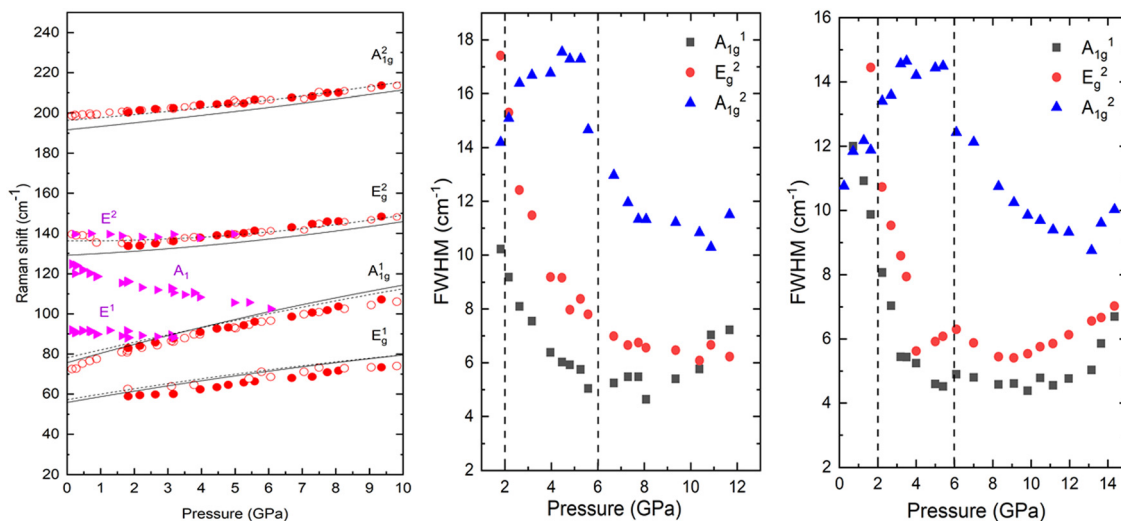 240
220
200
180
160
140
120
100
80
60
40
20
Raman shift (cm-1)
A1g2
Eg2
E2
A1
A1g1
E1
Eg1
0 1 2 3 4 5 6 7 8 9 10
Pressure (GPa)
18
16
14
12
10
8
6
4
2
FWHM (cm-1)
A1g1
Eg2
A1g2
2 4 6 8 10 12
Pressure (GPa)
16
14
12
10
8
6
4
2
FWHM (cm-1)
A1g1
Eg2
A1g2
0 2 4 6 8 10 12 14
Pressure (GPa)